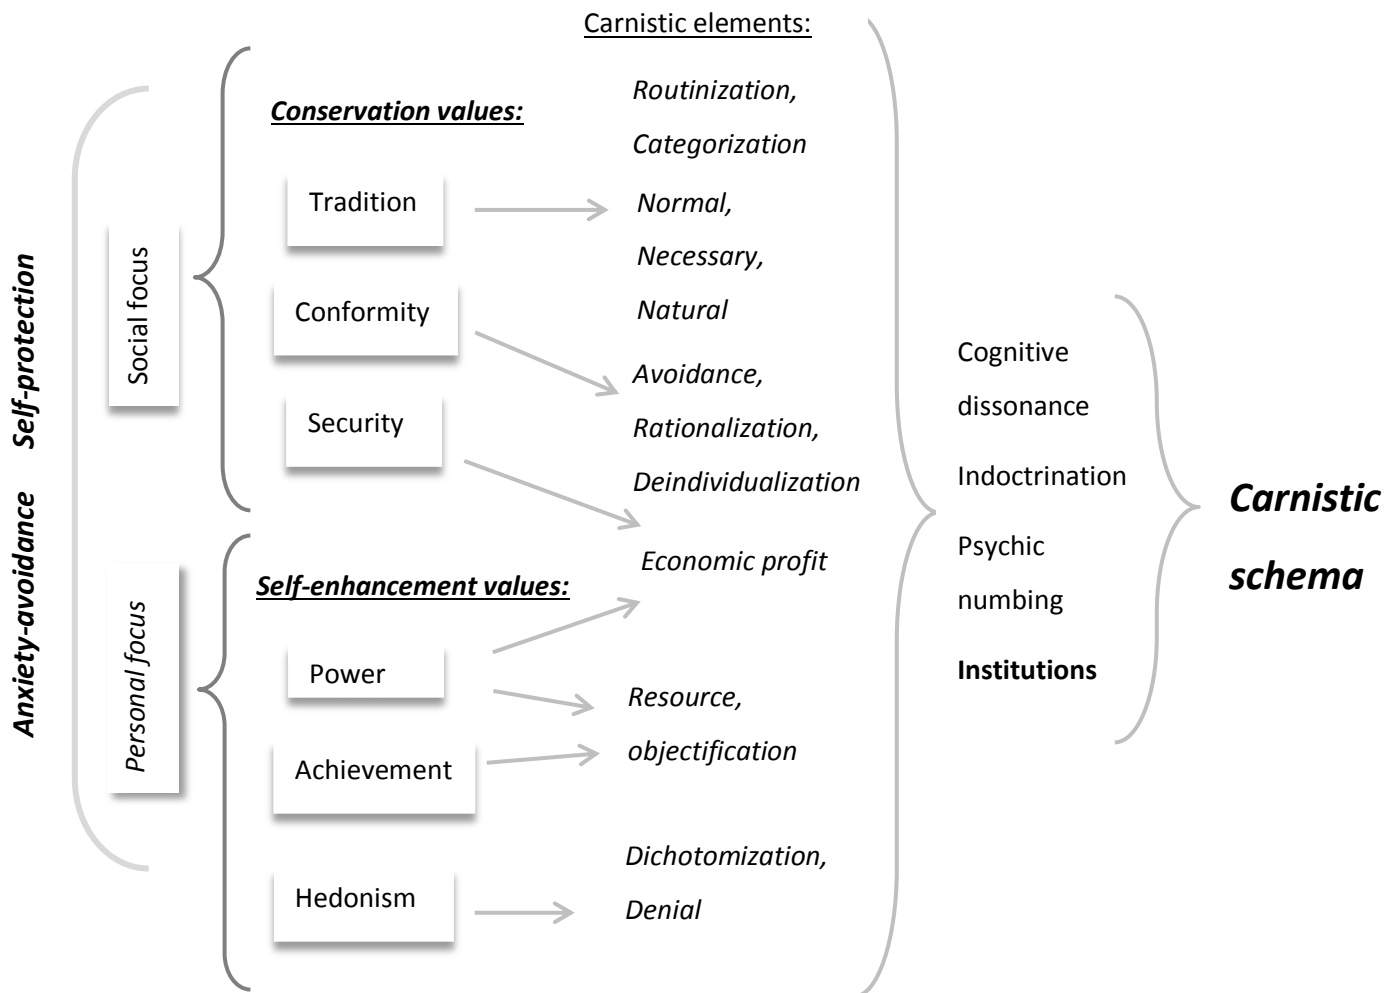 Anxiety-avoidance Self-protection
Social focus
Personal focus
Conservation values:
Tradition
Conformity
Security
Self-enhancement values:
Power
Achievement
Hedonism
Carnistic elements:
Routinization,
Categorization
Normal,
Necessary,
Natural
Avoidance,
Rationalization,
Deindividualization
Economic profit
Resource,
objectification
Dichotomization,
Denial
Cognitive
dissonance
Indoctrination
Psychic
numbing
Institutions
Carnistic
schema